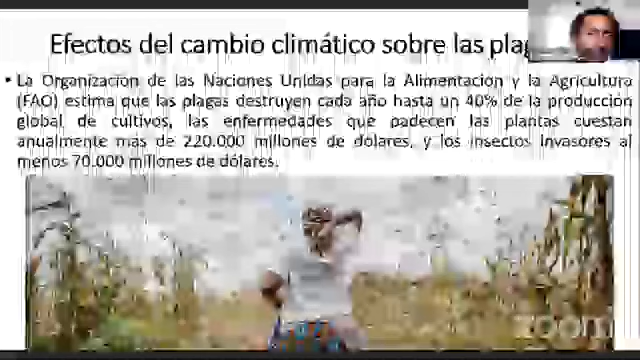 Efectos del cambio climático sobre las pla
• La Organización de las Naciones Unidas para la Alimentación y la Agricultura
(FAO) estima que las plagas destruyen cada año hasta un 40% de la producción
global de cultivos, las enfermedades que padecen las plantas cuestan
anualmente más de 220.000 millones de dólares, y los insectos invasores al
menos 70.000 millones de dólares.
zoom